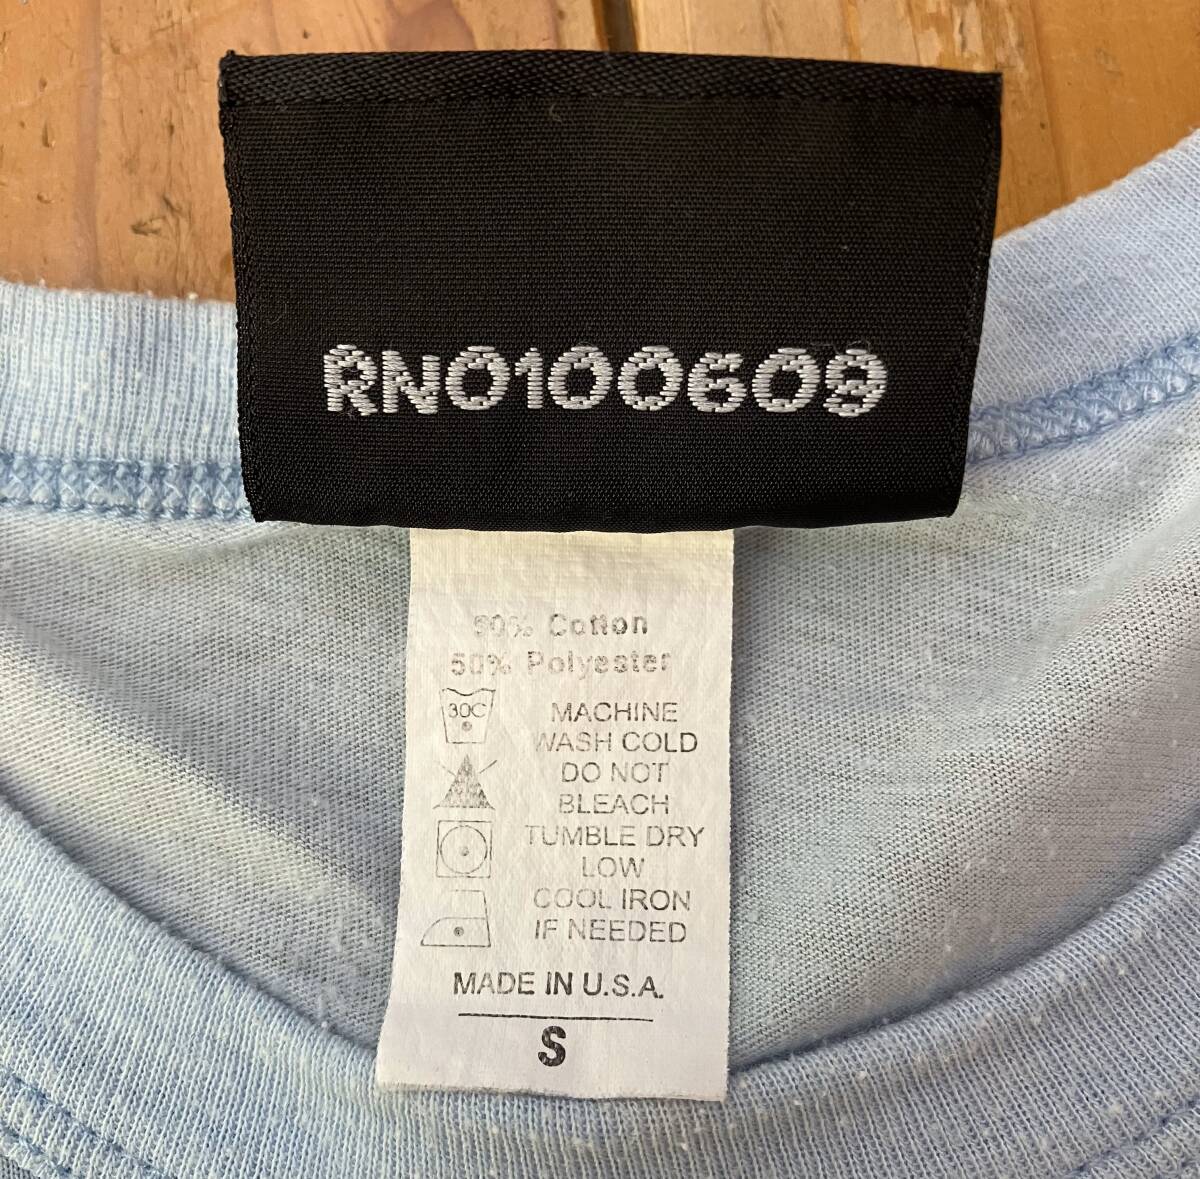 RN0100609
50% Cotton
50% Polyester
30C
MACHINE
WASH COLD
DO NOT
BLEACH
TUMBLE DRY
LOW
COOL IRON
IF NEEDED
MADE IN U.S.A.
S